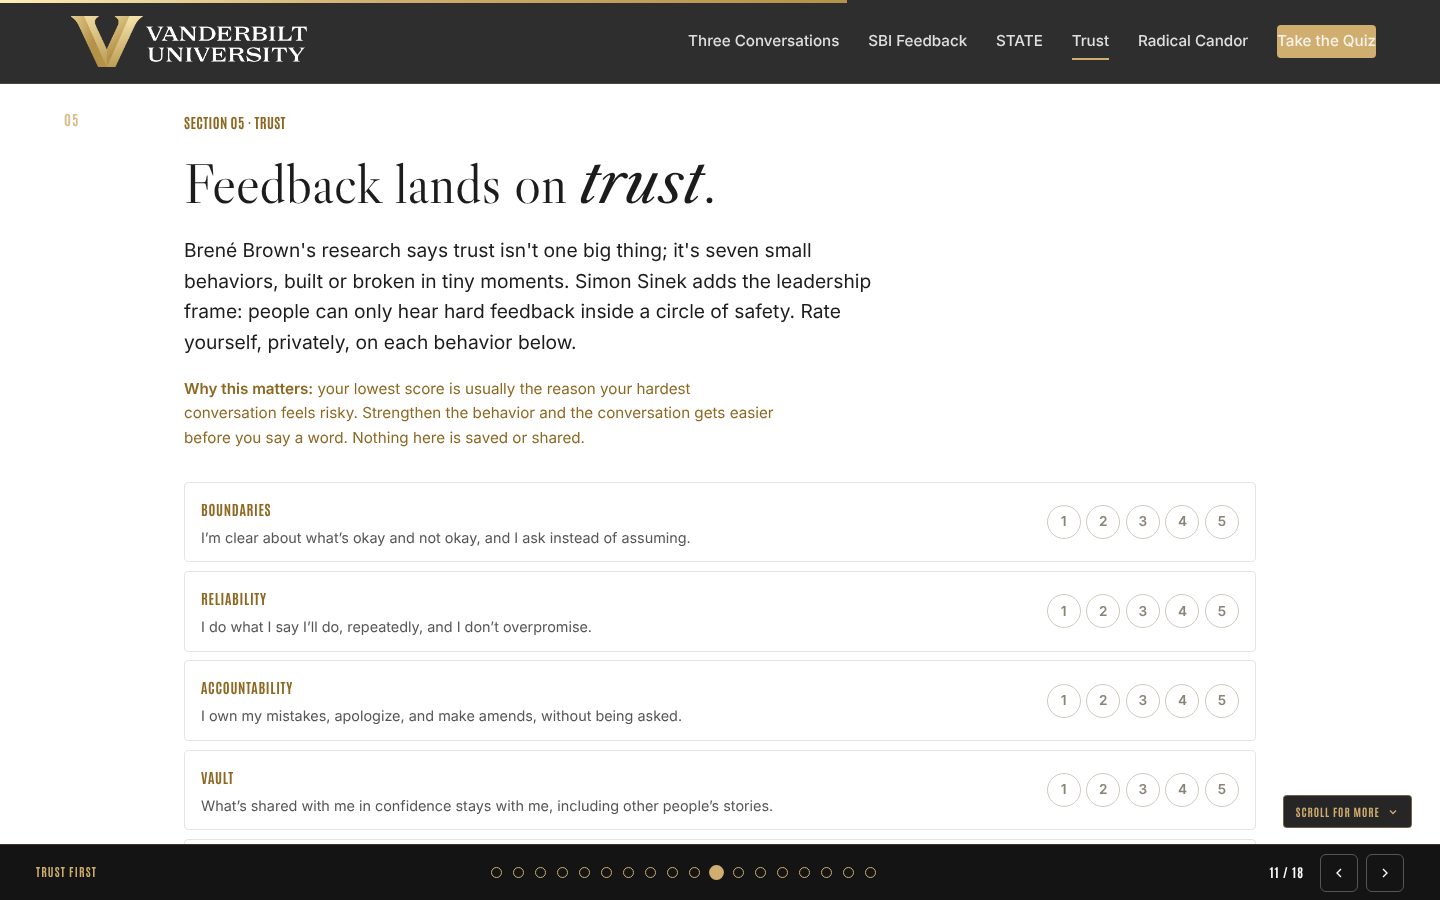 VANDERBILT
UNIVERSITY
Three Conversations
SBI Feedback
STATE
Trust
Radical Candor
Take the Quiz
05
SECTION 05 · TRUST
Feedback lands on trust.
Brené Brown's research says trust isn't one big thing; it's seven small
behaviors, built or broken in tiny moments. Simon Sinek adds the leadership
frame: people can only hear hard feedback inside a circle of safety. Rate
yourself, privately, on each behavior below.
Why this matters: your lowest score is usually the reason your hardest
conversation feels risky. Strengthen the behavior and the conversation gets easier
before you say a word. Nothing here is saved or shared.
BOUNDARIES
I’m clear about what’s okay and not okay, and I ask instead of assuming.
1 2 3 4 5
RELIABILITY
I do what I say I’ll do, repeatedly, and I don’t overpromise.
1 2 3 4 5
ACCOUNTABILITY
I own my mistakes, apologize, and make amends, without being asked.
1 2 3 4 5
VAULT
What’s shared with me in confidence stays with me, including other people’s stories.
1 2 3 4 5
SCROLL FOR MORE
TRUST FIRST
11 / 18